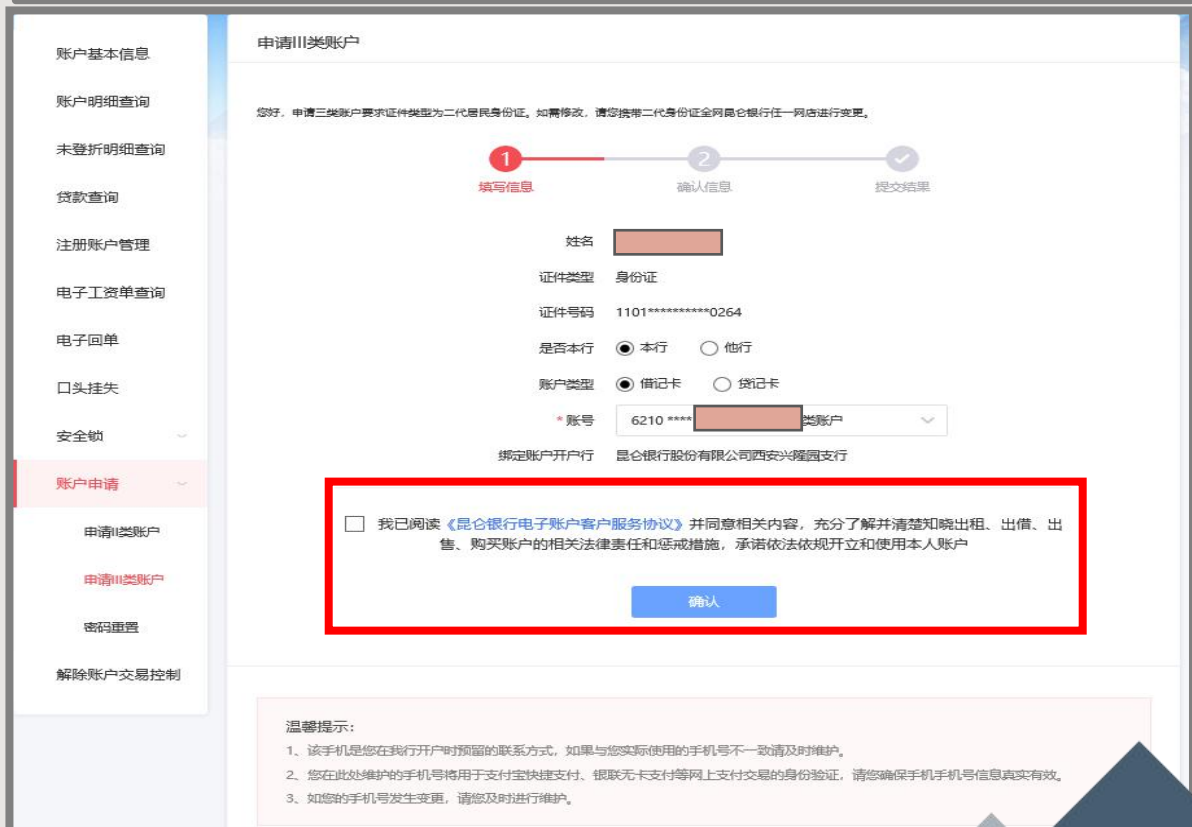 账户基本信息
账户明细查询
未登折明细查询
贷款查询
注册账户管理
电子工资单查询
电子回单
口头挂失
安全锁
账户申请
申请II类账户
申请III类账户
密码重置
解除账户交易控制
申请III类账户
您好，申请三类账户要求证件类型为二代居民身份证。如需修改，请您携带二代身份证全网昆仑银行任一网店进行变更。
1
2
填写信息
确认信息
提交结果
姓名
证件类型 身份证
证件号码 1101**********0264
是否本行 本行 他行
账户类型 借记卡 贷记卡
* 账号 6210 **** 类账户
绑定账户开户行 昆仑银行股份有限公司西安兴隆园支行
我已阅读《昆仑银行电子账户客户服务协议》并同意相关内容，充分了解并清楚知晓出租、出借、出
售、购买账户的相关法律责任和惩戒措施，承诺依法依规开立和使用本人账户
确认
温馨提示：
1、该手机是您在我行开户时预留的联系方式，如果与您实际使用的手机号不一致请及时维护。
2、您在此处维护的手机号将用于支付宝快捷支付、银联无卡支付等网上支付交易的身份验证，请您确保手机手机号信息真实有效。
3、如您的手机号发生变更，请您及时进行维护。